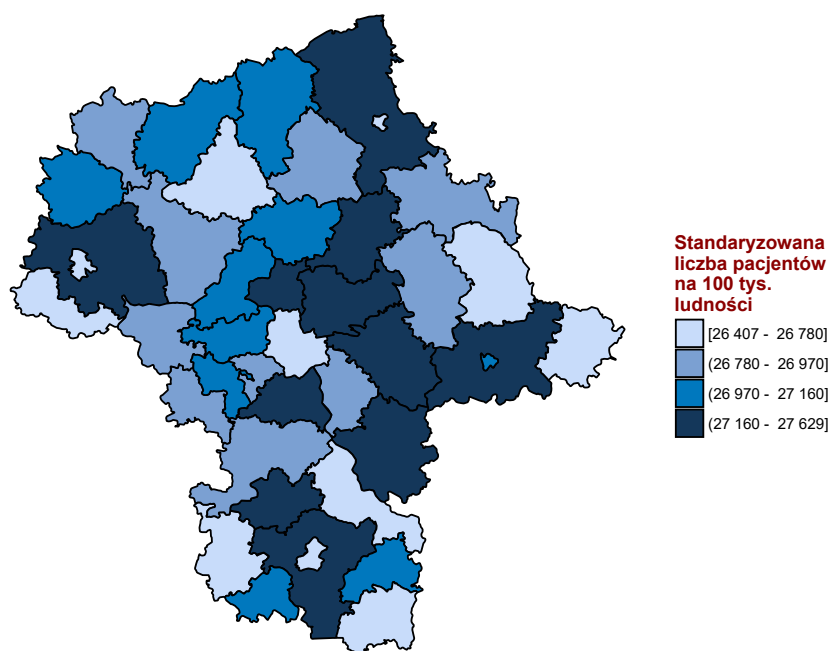 Standaryzowana
liczba pacjentów
na 100 tys.
ludności
[26 407 - 26 780]
(26 780 - 26 970]
(26 970 - 27 160]
(27 160 - 27 629]